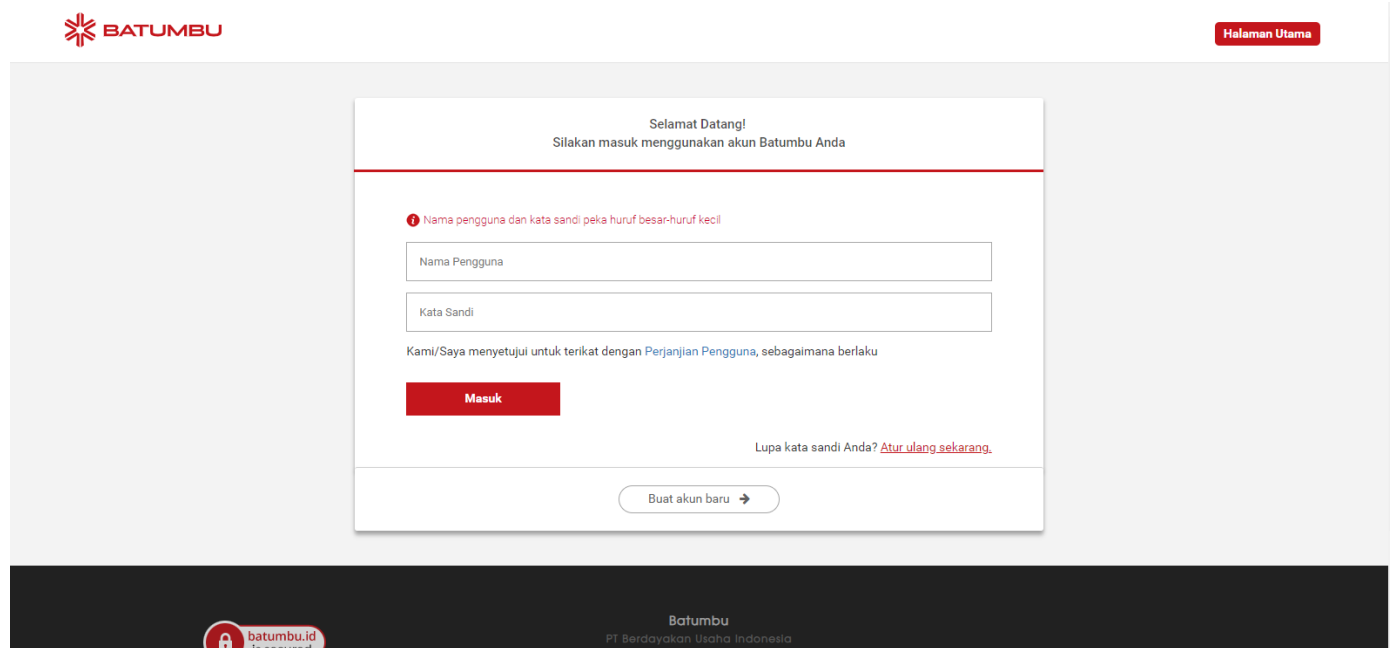 BATUMBU
Halaman Utama
Selamat Datang!
Silakan masuk menggunakan akun Batumbu Anda
Nama pengguna dan kata sandi peka huruf besar-huruf kecil
Nama Pengguna
Kata Sandi
Kami/Saya menyetujui untuk terikat dengan Perjanjian Pengguna, sebagaimana berlaku
Masuk
Lupa kata sandi Anda? Atur ulang sekarang.
Buat akun baru
Batumbu
PT Berdayakan Usaha Indonesia
batumbu.id
is secured